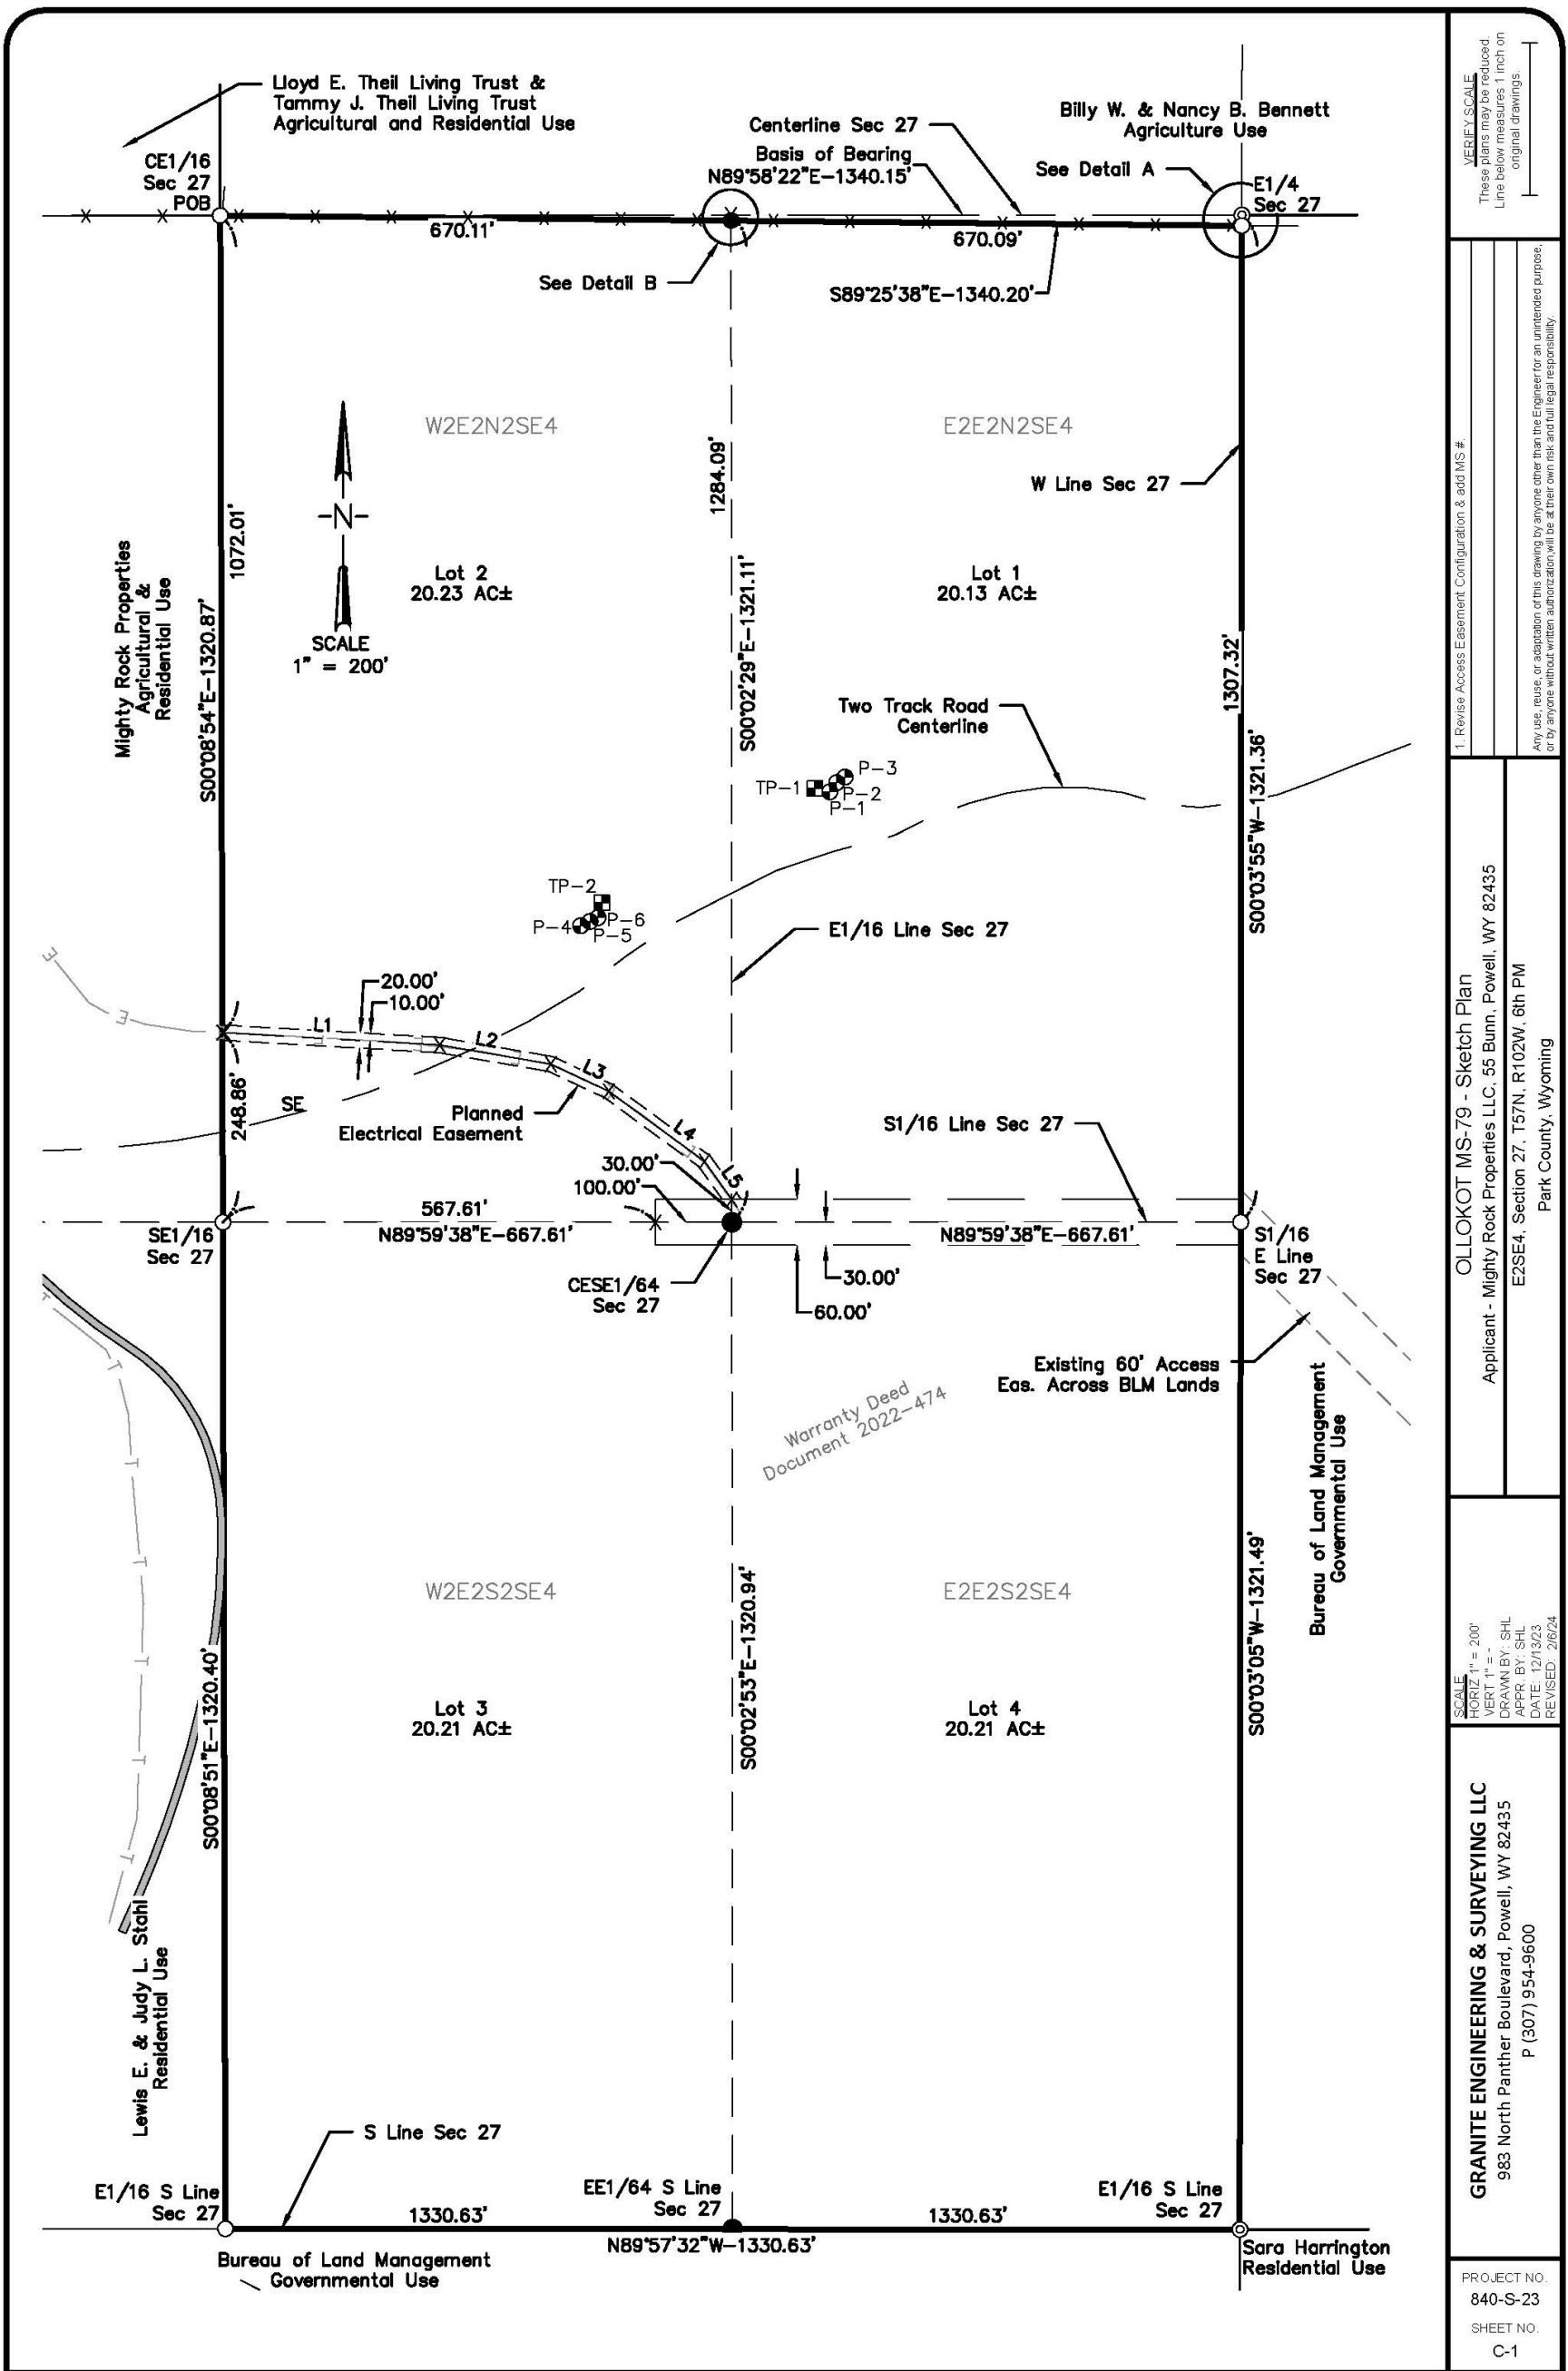 Lloyd E. Theil Living Trust &
Tammy J. Theil Living Trust
Agricultural and Residential Use
CE1/16
Sec 27
POB
Centerline Sec 27
Basis of Bearing
N89°58'22"E-1340.15'
Billy W. & Nancy B. Bennett
Agriculture Use
See Detail A
E1/4
Sec 27
670.11'
670.09'
See Detail B
S89°25'38"E-1340.20'
W2E2N2SE4
E2E2N2SE4
W Line Sec 27
-N-
SCALE
1" = 200'
Lot 2
20.23 AC±
Lot 1
20.13 AC±
1072.01'
1284.09'
Mighty Rock Properties
Agricultural &
Residential Use
S00°08'54"E-1320.87'
S00°02'29"E-1321.11'
1307.32'
S00°03'55"W-1321.36'
Two Track Road
Centerline
TP-1
P-3
P-2
P-1
TP-2
P-4
P-6
P-5
E1/16 Line Sec 27
E
E
20.00'
10.00'
L1
L2
L3
L4
L5
248.86'
SE
Planned
Electrical Easement
S1/16 Line Sec 27
30.00'
100.00'
567.61'
N89°59'38"E-667.61'
N89°59'38"E-667.61'
SE1/16
Sec 27
S1/16
E Line
Sec 27
CESE1/64
Sec 27
30.00'
60.00'
Existing 60' Access
Eas. Across BLM Lands
Warranty Deed
Document 2022-474
Bureau of Land Management
Governmental Use
T
T
T
T
T
T
T
W2E2S2SE4
E2E2S2SE4
Lot 3
20.21 AC±
Lot 4
20.21 AC±
S00°08'51"E-1320.40'
S00°02'53"E-1320.94'
S00°03'05"W-1321.49'
Lewis E. & Judy L. Stahl
Residential Use
S Line Sec 27
E1/16 S Line
Sec 27
EE1/64 S Line
Sec 27
E1/16 S Line
Sec 27
1330.63'
1330.63'
N89°57'32"W-1330.63'
Bureau of Land Management
Governmental Use
Sara Harrington
Residential Use
VERIFY SCALE
These plans may be reduced.
Line below measures 1 inch on
original drawings.
1. Revise Access Easement Configuration & add MS #.
Any use, reuse, or adaptation of this drawing by anyone other than the Engineer for an unintended purpose,
or by anyone without written authorization,will be at their own risk and full legal responsibility.
OLLOKOT MS-79 - Sketch Plan
Applicant - Mighty Rock Properties LLC, 55 Bunn, Powell, WY 82435
E2SE4, Section 27, T57N, R102W, 6th PM
Park County, Wyoming
SCALE
HORIZ 1" = 200'
VERT 1" = -
DRAWN BY: SHL
APPR. BY: SHL
DATE: 12/13/23
REVISED: 2/6/24
GRANITE ENGINEERING & SURVEYING LLC
983 North Panther Boulevard, Powell, WY 82435
P (307) 954-9600
PROJECT NO.
840-S-23
SHEET NO.
C-1